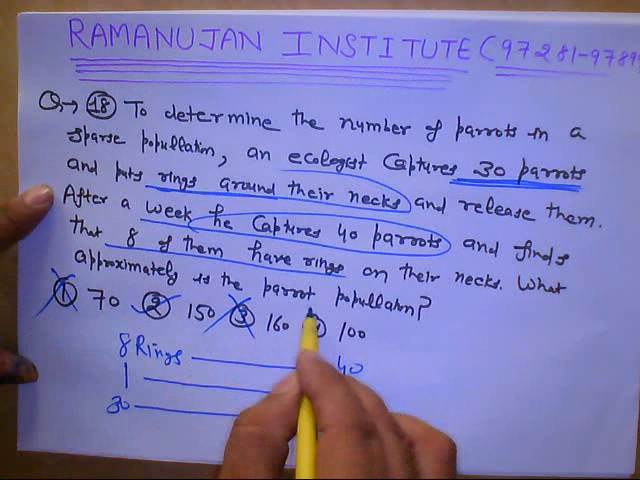 RAMANUJAN INSTITUTE (97281-9789
Q→ 18 To determine the number of parrots in a
sparse popullation, an ecologist captures 30 parrots
and puts rings around their necks and release them.
After a week he captures 40 parrots and finds
that 8 of them have rings on their necks. What
approximately is the parrot popullation?
1 70 2 150 3 160 100
8 Rings 40
1
30